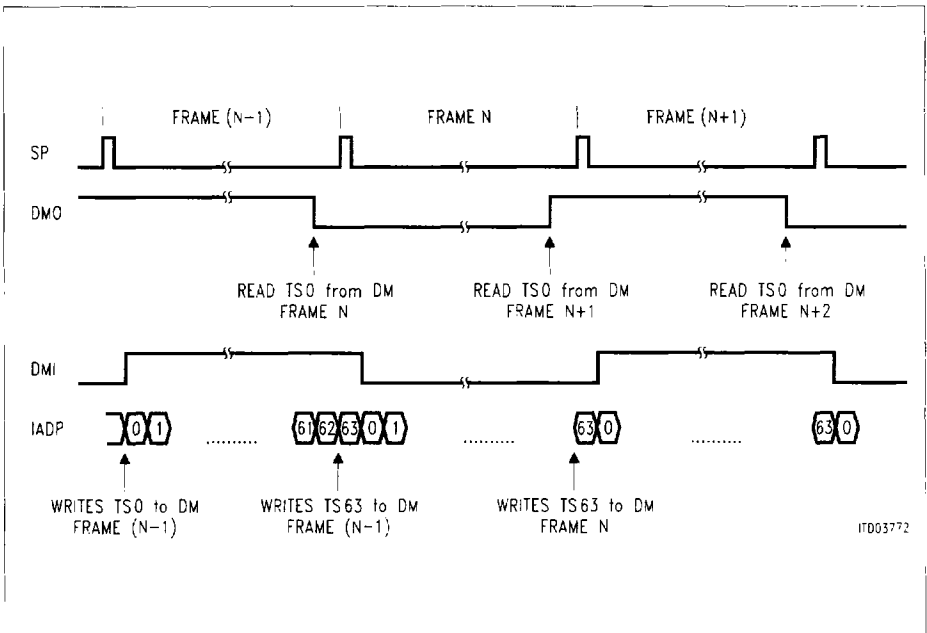 FRAME (N−1) FRAME N FRAME (N+1)
SP
DMO
READ TS0 from DM READ TS0 from DM READ TS0 from DM
FRAME N FRAME N+1 FRAME N+2
DMI
IADP 0 1 .......... 61 62 63 0 1 .......... 63 0 .......... 63 0
WRITES TS0 to DM WRITES TS63 to DM WRITES TS63 to DM
FRAME (N−1) FRAME (N−1) FRAME N
ITD03772